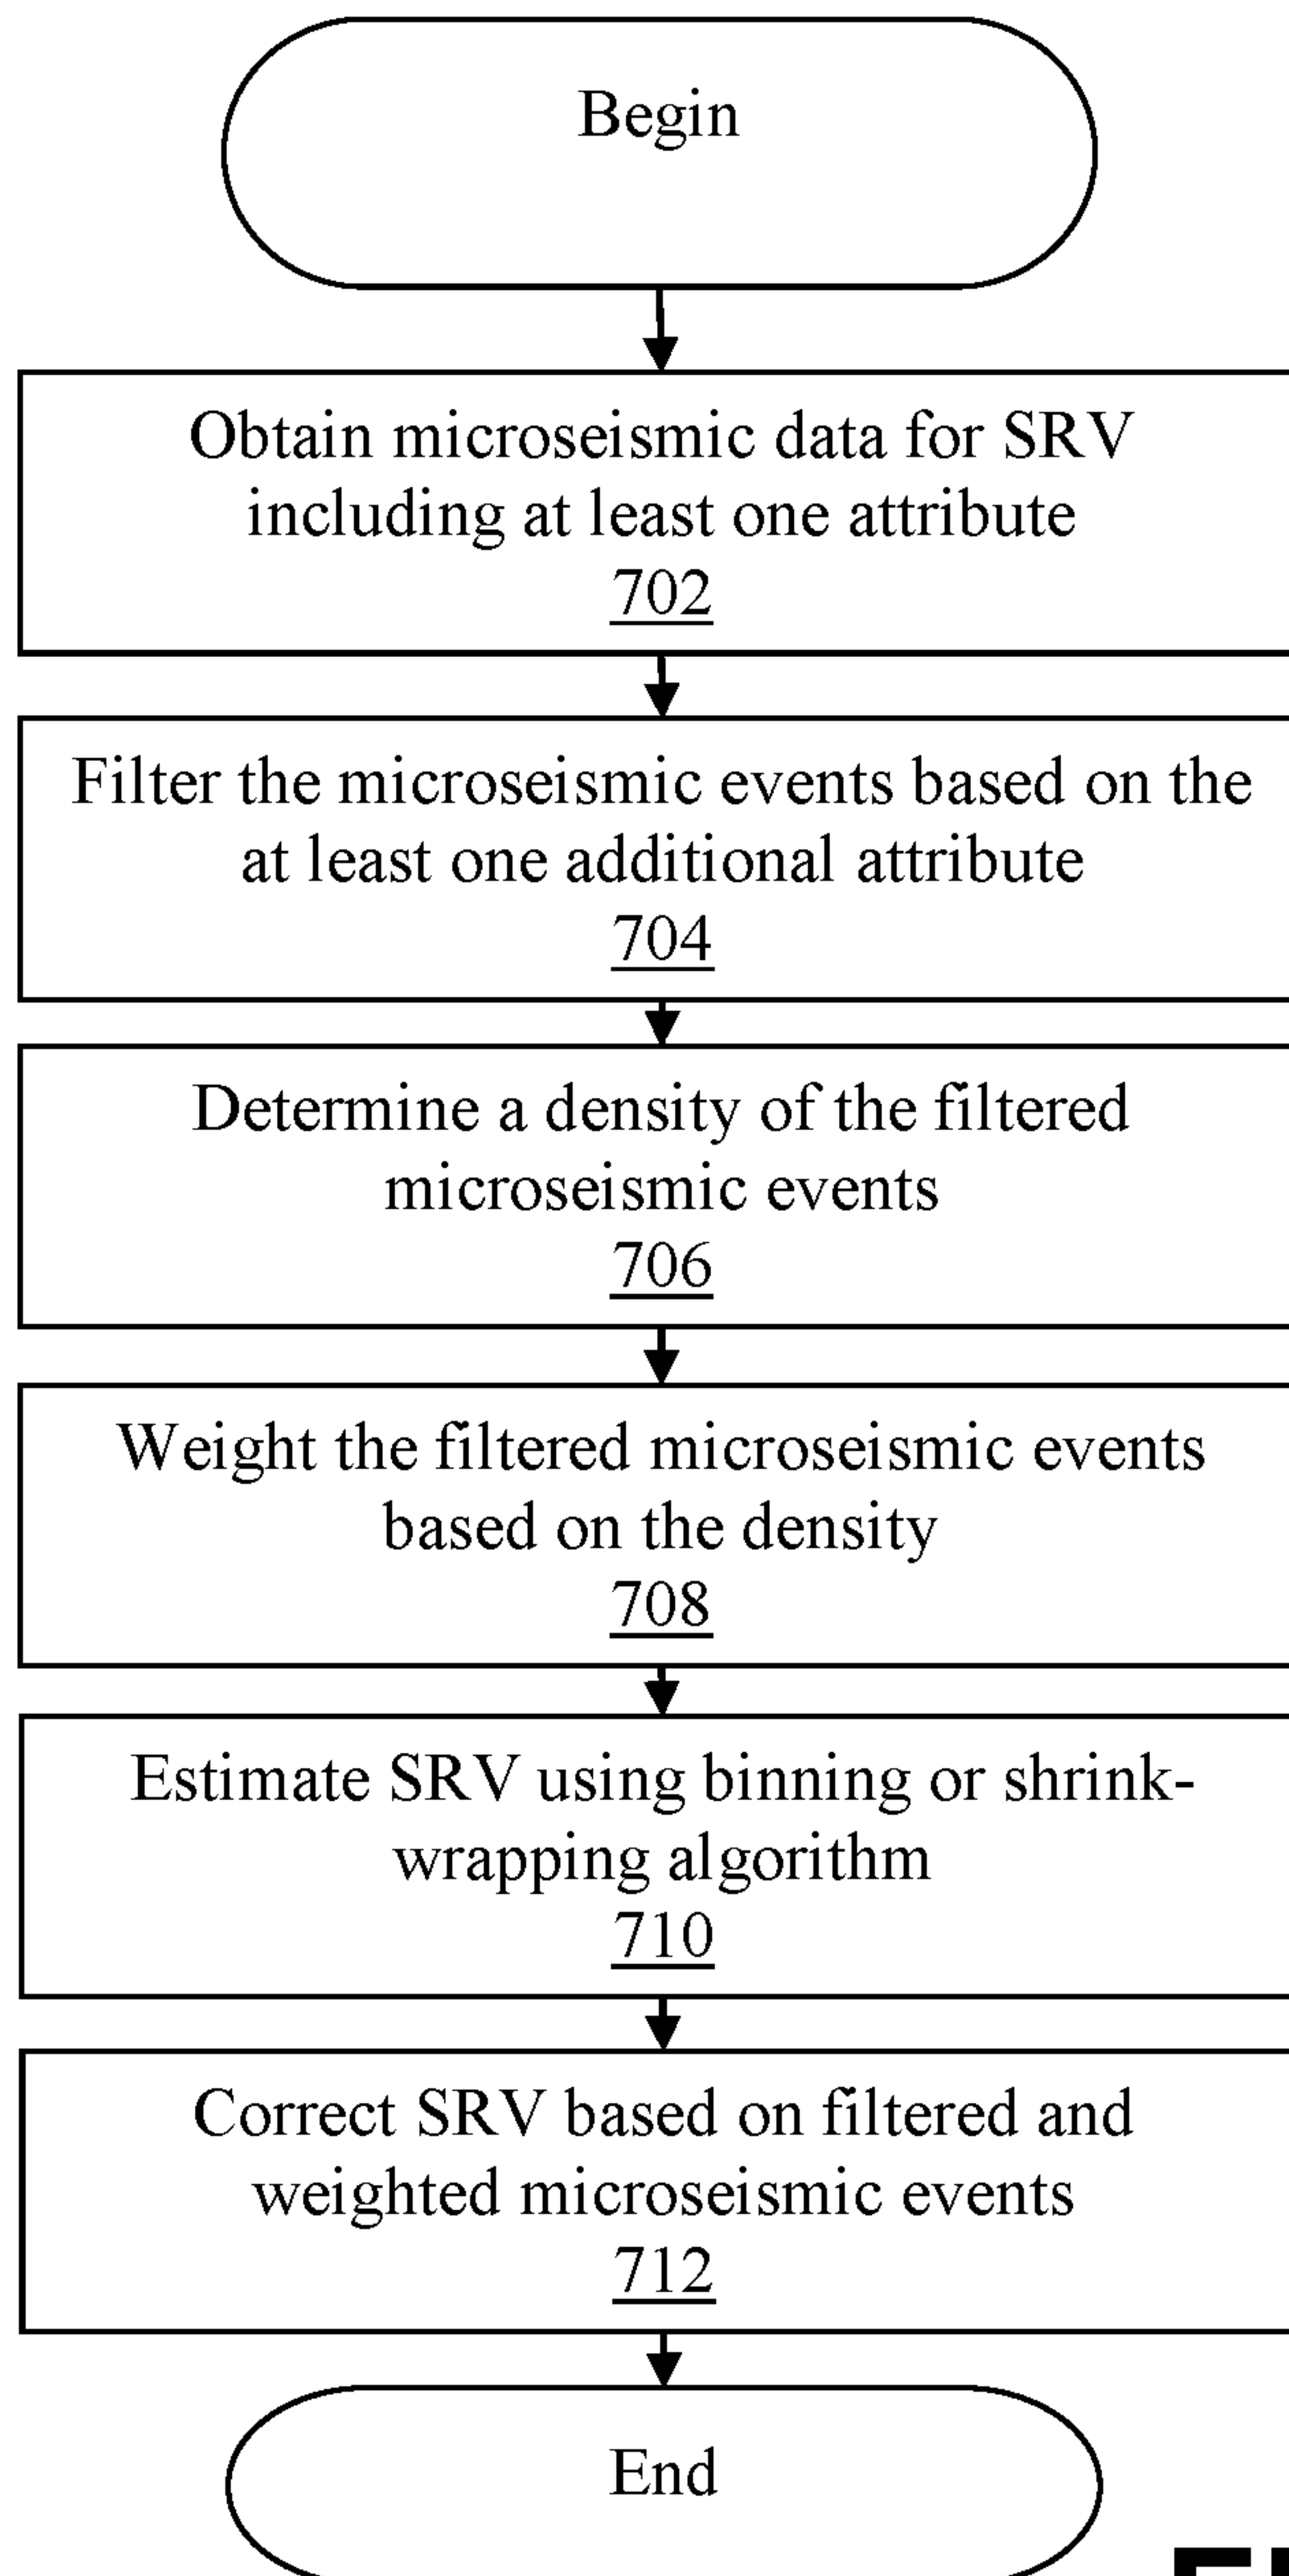 Begin
Obtain microseismic data for SRV
including at least one attribute
702
Filter the microseismic events based on the
at least one additional attribute
704
Determine a density of the filtered
microseismic events
706
Weight the filtered microseismic events
based on the density
708
Estimate SRV using binning or shrink-
wrapping algorithm
710
Correct SRV based on filtered and
weighted microseismic events
712
End